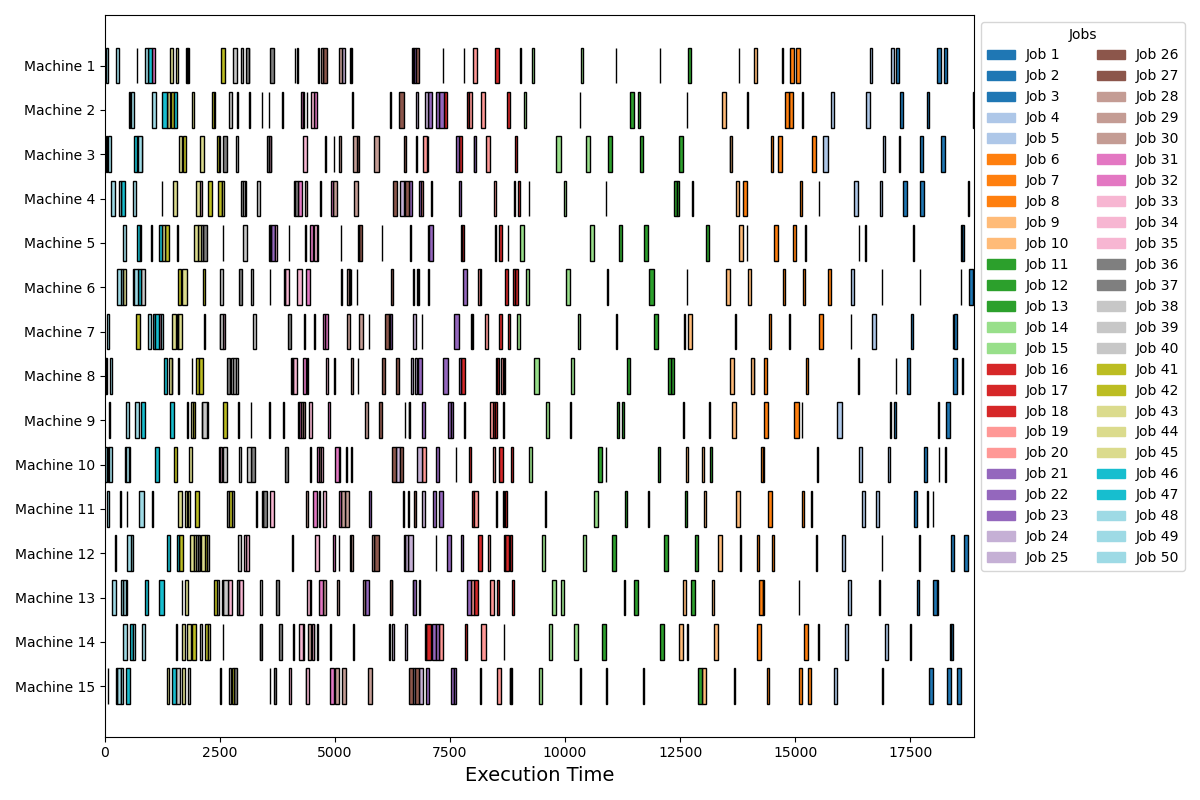 Machine 1
Machine 2
Machine 3
Machine 4
Machine 5
Machine 6
Machine 7
Machine 8
Machine 9
Machine 10
Machine 11
Machine 12
Machine 13
Machine 14
Machine 15
0 2500 5000 7500 10000 12500 15000 17500
Execution Time
Jobs
Job 1
Job 2
Job 3
Job 4
Job 5
Job 6
Job 7
Job 8
Job 9
Job 10
Job 11
Job 12
Job 13
Job 14
Job 15
Job 16
Job 17
Job 18
Job 19
Job 20
Job 21
Job 22
Job 23
Job 24
Job 25
Job 26
Job 27
Job 28
Job 29
Job 30
Job 31
Job 32
Job 33
Job 34
Job 35
Job 36
Job 37
Job 38
Job 39
Job 40
Job 41
Job 42
Job 43
Job 44
Job 45
Job 46
Job 47
Job 48
Job 49
Job 50